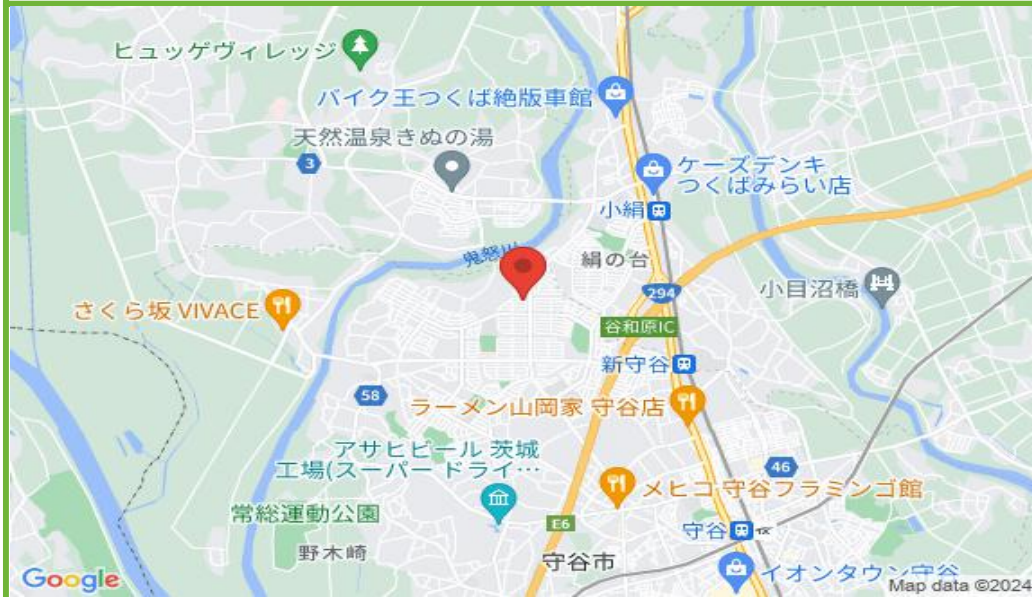 ヒュッゲヴィレッジ
バイク王つくば絶版車館
天然温泉きぬの湯
3
ケーズデンキ
つくばみらい店
小絹
鬼怒川
絹の台
294
小目沼橋
さくら坂 VIVACE
谷和原IC
新守谷
58
ラーメン山岡家 守谷店
アサヒビール 茨城
工場(スーパー ドライ…
46
メヒコ 守谷フラミンゴ館
常総運動公園
E6
守谷
野木崎
守谷市
イオンタウン守谷
Google
Map data ©2024